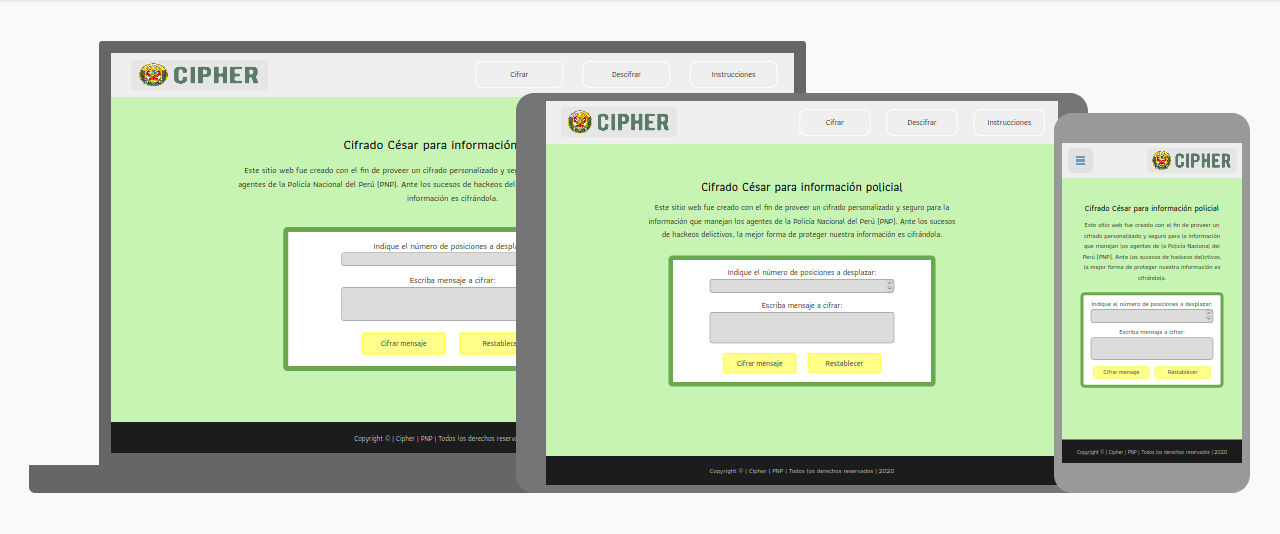 CIPHER
Cifrar
Descifrar
Instrucciones
Cifrado César para información
Este sitio web fue creado con el fin de proveer un cifrado personalizado y
agentes de la Policía Nacional del Perú (PNP). Ante los sucesos de hackeos
información es cifrándola.
Indique el número de posiciones a
Escriba mensaje a cifrar:
Cifrar mensaje
Copyright © | Cipher | PNP | Todos los
CIPHER
Cifrar
Descifrar
Instrucciones
Cifrado César para información policial
Este sitio web fue creado con el fin de proveer un cifrado personalizado y seguro para la
información que manejan los agentes de la Policía Nacional del Perú (PNP). Ante los sucesos
de hackeos delictivos, la mejor forma de proteger nuestra información es cifrándola.
Indique el número de posiciones a desplazar:
Escriba mensaje a cifrar:
Cifrar mensaje
Restablecer
Copyright © | Cipher | PNP | Todos los derechos reservados | 2020
CIPHER
Cifrado César para información policial
Este sitio web fue creado con el fin de proveer un
cifrado personalizado y seguro para la información
que manejan los agentes de la Policía Nacional del
Perú (PNP). Ante los sucesos de hackeos delictivos,
la mejor forma de proteger nuestra información es
cifrándola.
Indique el número de posiciones a desplazar:
Escriba mensaje a cifrar:
Cifrar mensaje
Restablecer
Copyright © | Cipher | PNP | Todos los derechos reservados | 2020